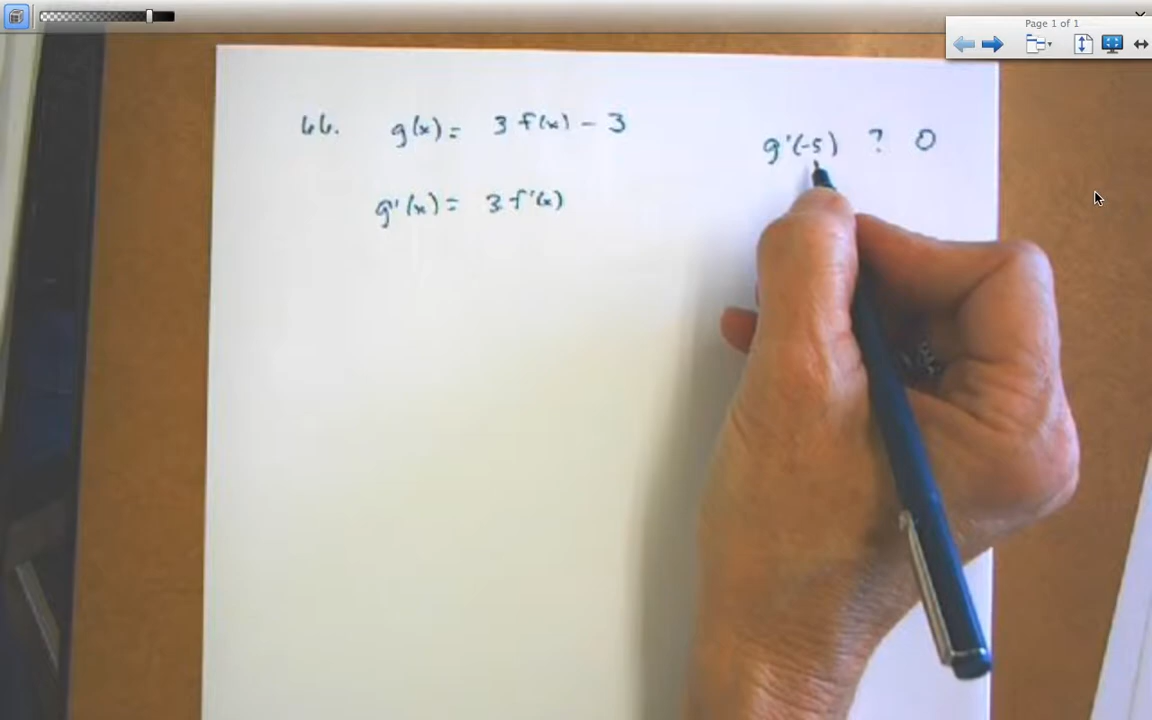 Page 1 of 1
66. g(x) = 3 f(x) - 3
g'(-5) ? 0
g'(x) = 3 f'(x)